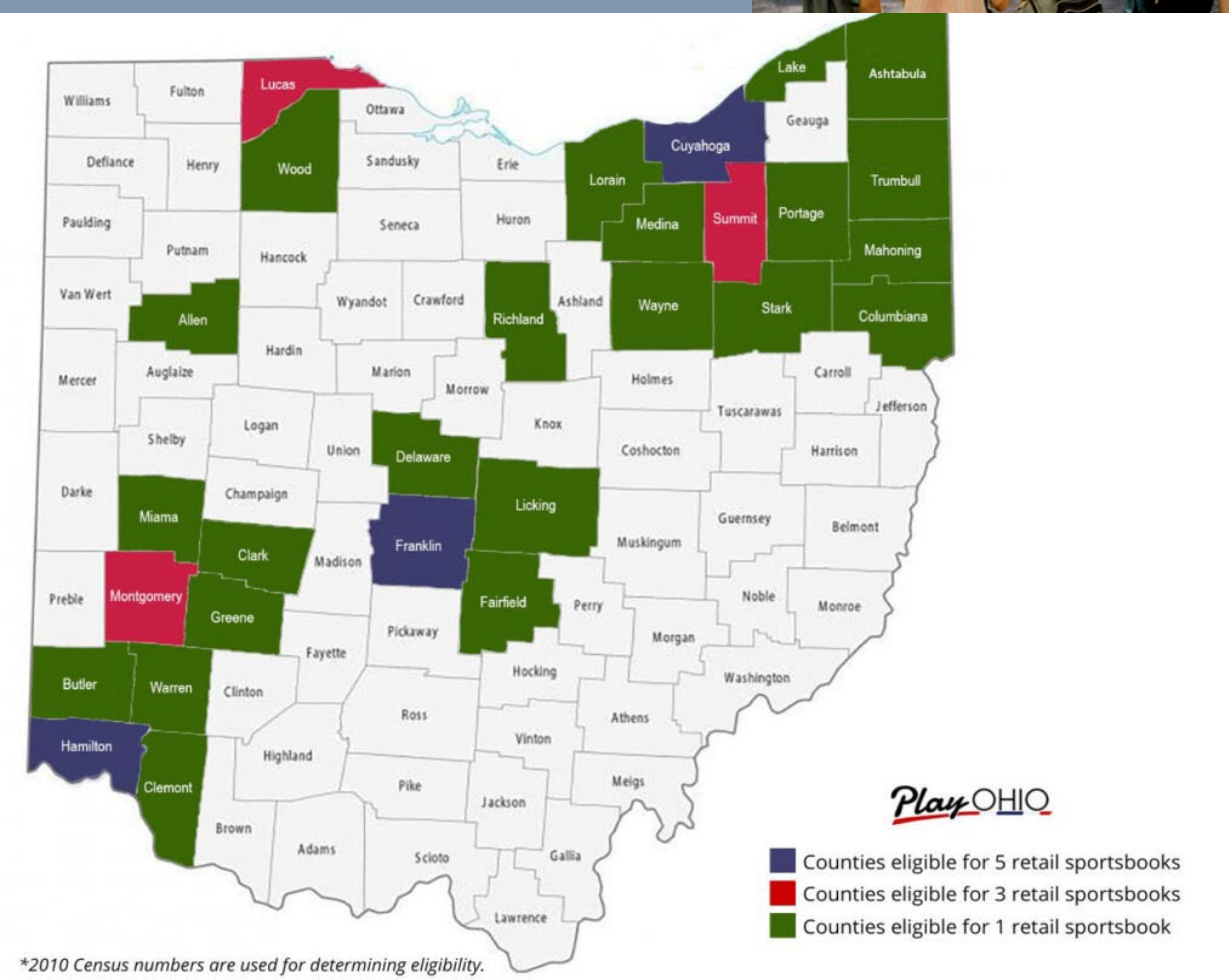 Lake
Ashtabula
Lucas
Williams
Fulton
Ottawa
Geauga
Cuyahoga
Defiance
Henry
Wood
Sandusky
Erie
Lorain
Trumbull
Paulding
Seneca
Huron
Medina
Summit
Portage
Putnam
Hancock
Mahoning
Van Wert
Wyandot
Crawford
Ashland
Wayne
Stark
Allen
Richland
Columbiana
Hardin
Mercer
Auglaize
Marion
Morrow
Holmes
Carroll
Jefferson
Tuscarawas
Logan
Knox
Shelby
Union
Coshocton
Harrison
Delaware
Darke
Champaign
Licking
Miama
Guernsey
Belmont
Franklin
Muskingum
Clark
Madison
Preble
Montgomery
Fairfield
Perry
Noble
Monroe
Greene
Pickaway
Morgan
Fayette
Hocking
Washington
Butler
Warren
Clinton
Ross
Athens
Hamilton
Vinton
Highland
Clemont
Pike
Meigs
Jackson
Brown
Adams
Scioto
Gallia
Lawrence
Play OHIO
Counties eligible for 5 retail sportsbooks
Counties eligible for 3 retail sportsbooks
Counties eligible for 1 retail sportsbook
*2010 Census numbers are used for determining eligibility.